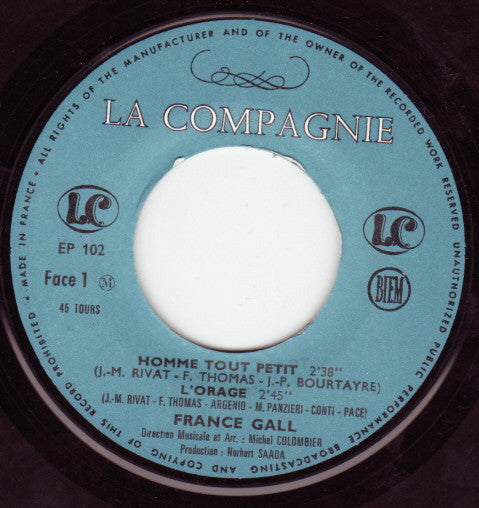 ALL RIGHTS OF THE MANUFACTURER AND OF THE OWNER OF THE RECORDED WORK RESERVED UNAUTHORIZED PUBLIC PERFORMANCE BROADCASTING AND COPYING OF THIS RECORD PROHIBITED • MADE IN FRANCE •
LA COMPAGNIE
LC
LC
EP 102
Face 1 M
BIEM
45 TOURS
HOMME TOUT PETIT 2'38"
(J.-M. RIVAT - F. THOMAS - J.-P. BOURTAYRE)
L'ORAGE 2'45"
(J.-M. RIVAT - F. THOMAS - ARGENIO - M. PANZIERI - CONTI - PACE)
FRANCE GALL
Direction Musicale et Arr. : Michel COLOMBIER
Production : Norbert SAADA